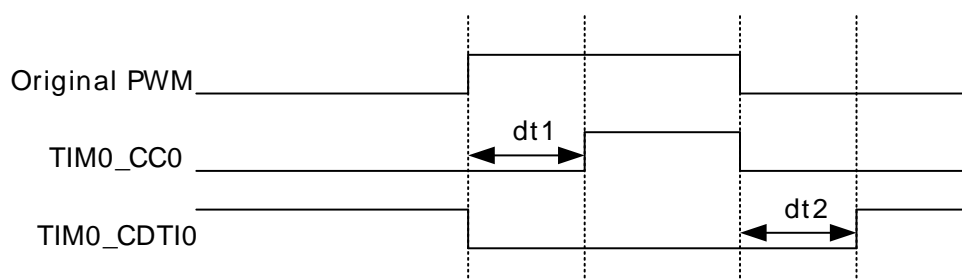 Original PWM
dt1
TIM0_CC0
dt2
TIM0_CDTI0